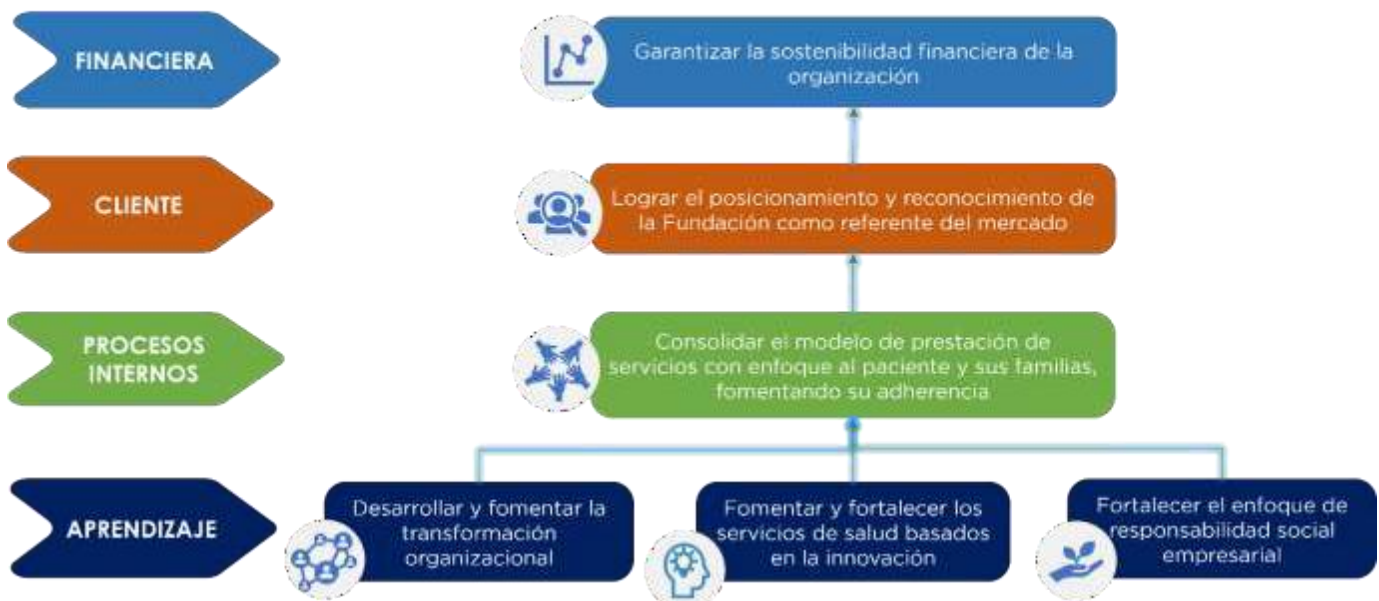 FINANCIERA
Garantizar la sostenibilidad financiera de la
organización
CLIENTE
Lograr el posicionamiento y reconocimiento de
la Fundación como referente del mercado
PROCESOS
INTERNOS
Consolidar el modelo de prestación de
servicios con enfoque al paciente y sus familias,
fomentando su adherencia
APRENDIZAJE
Desarrollar y fomentar la
transformación
organizacional
Fomentar y fortalecer los
servicios de salud basados
en la innovación
Fortalecer el enfoque de
responsabilidad social
empresarial